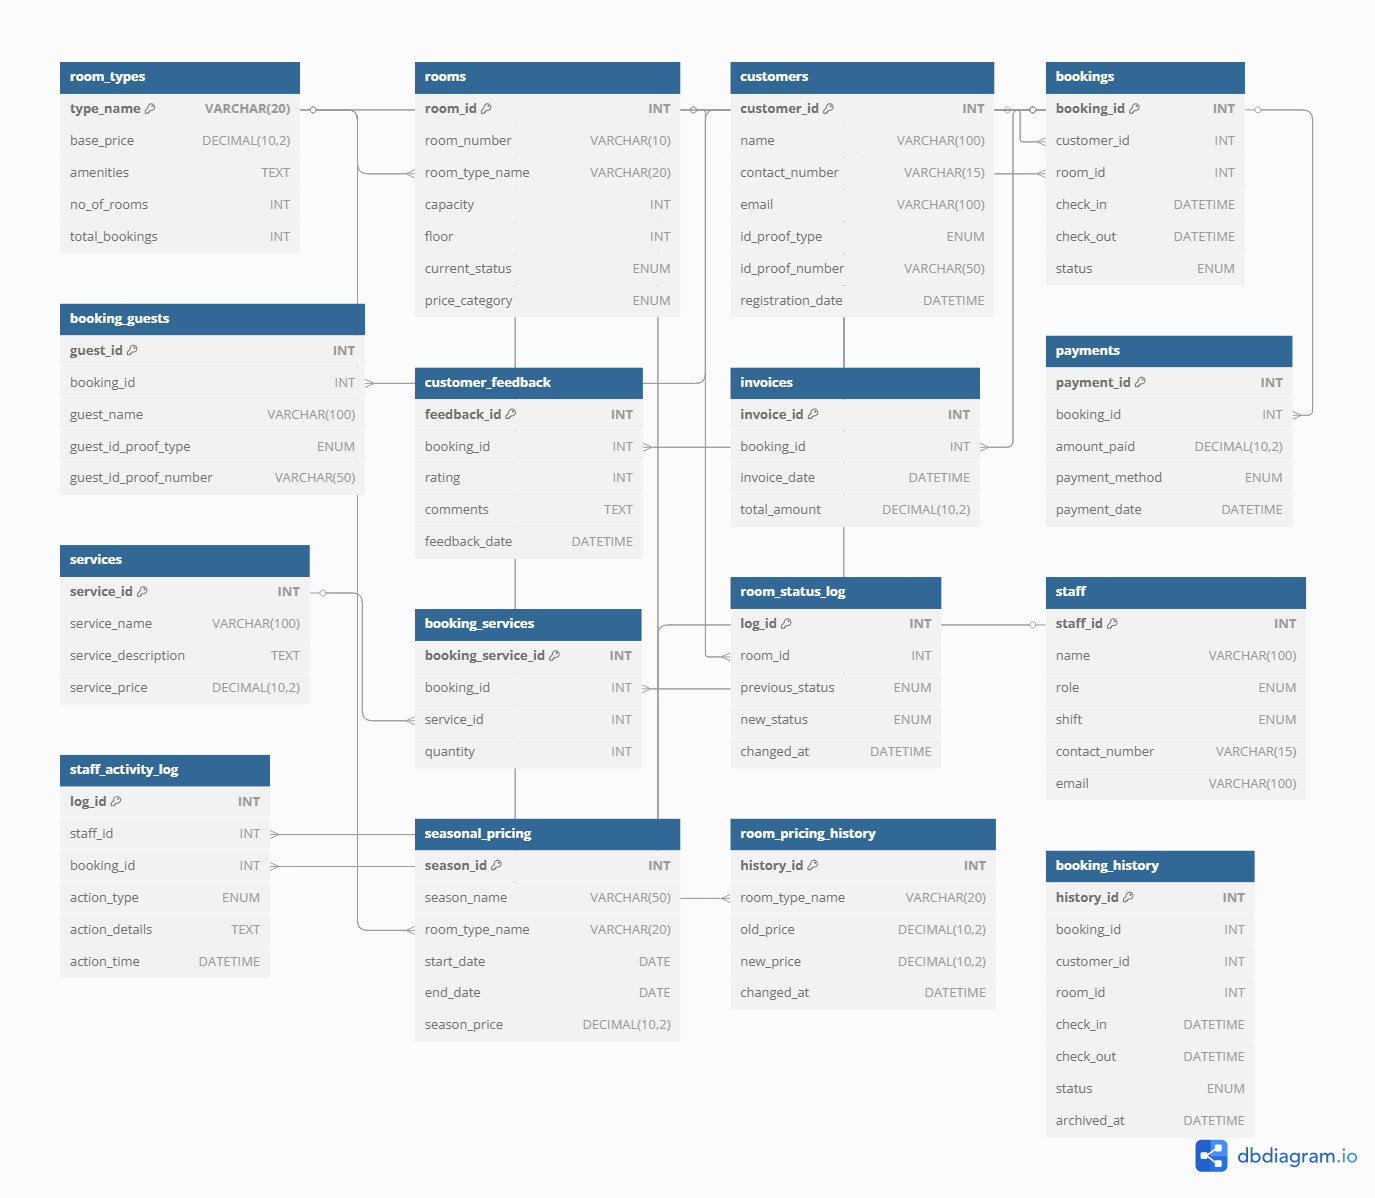 room_types
type_name VARCHAR(20)
base_price DECIMAL(10,2)
amenities TEXT
no_of_rooms INT
total_bookings INT
rooms
room_id INT
room_number VARCHAR(10)
room_type_name VARCHAR(20)
capacity INT
floor INT
current_status ENUM
price_category ENUM
customers
customer_id INT
name VARCHAR(100)
contact_number VARCHAR(15)
email VARCHAR(100)
id_proof_type ENUM
id_proof_number VARCHAR(50)
registration_date DATETIME
bookings
booking_id INT
customer_id INT
room_id INT
check_in DATETIME
check_out DATETIME
status ENUM
booking_guests
guest_id INT
booking_id INT
guest_name VARCHAR(100)
guest_id_proof_type ENUM
guest_id_proof_number VARCHAR(50)
customer_feedback
feedback_id INT
booking_id INT
rating INT
comments TEXT
feedback_date DATETIME
invoices
invoice_id INT
booking_id INT
invoice_date DATETIME
total_amount DECIMAL(10,2)
payments
payment_id INT
booking_id INT
amount_paid DECIMAL(10,2)
payment_method ENUM
payment_date DATETIME
services
service_id INT
service_name VARCHAR(100)
service_description TEXT
service_price DECIMAL(10,2)
booking_services
booking_service_id INT
booking_id INT
service_id INT
quantity INT
room_status_log
log_id INT
room_id INT
previous_status ENUM
new_status ENUM
changed_at DATETIME
staff
staff_id INT
name VARCHAR(100)
role ENUM
shift ENUM
contact_number VARCHAR(15)
email VARCHAR(100)
staff_activity_log
log_id INT
staff_id INT
booking_id INT
action_type ENUM
action_details TEXT
action_time DATETIME
seasonal_pricing
season_id INT
season_name VARCHAR(50)
room_type_name VARCHAR(20)
start_date DATE
end_date DATE
season_price DECIMAL(10,2)
room_pricing_history
history_id INT
room_type_name VARCHAR(20)
old_price DECIMAL(10,2)
new_price DECIMAL(10,2)
changed_at DATETIME
booking_history
history_id INT
booking_id INT
customer_id INT
room_id INT
check_in DATETIME
check_out DATETIME
status ENUM
archived_at DATETIME
dbdiagram.io